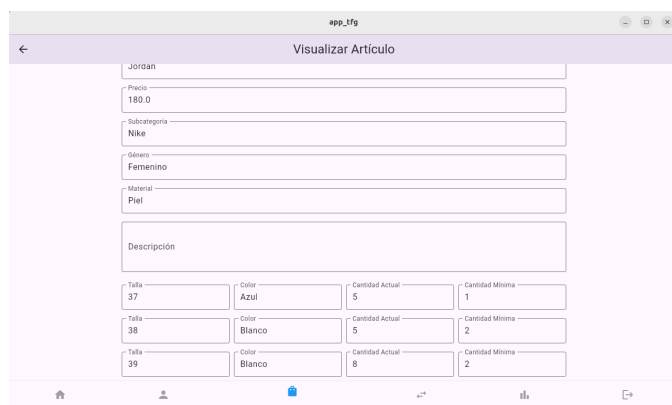 app_tfg
Visualizar Artículo
Jordan
Precio
180.0
Subcategoría
Nike
Género
Femenino
Material
Piel
Descripción
Talla Color Cantidad Actual Cantidad Mínima
37 Azul 5 1
Talla Color Cantidad Actual Cantidad Mínima
38 Blanco 5 2
Talla Color Cantidad Actual Cantidad Mínima
39 Blanco 8 2